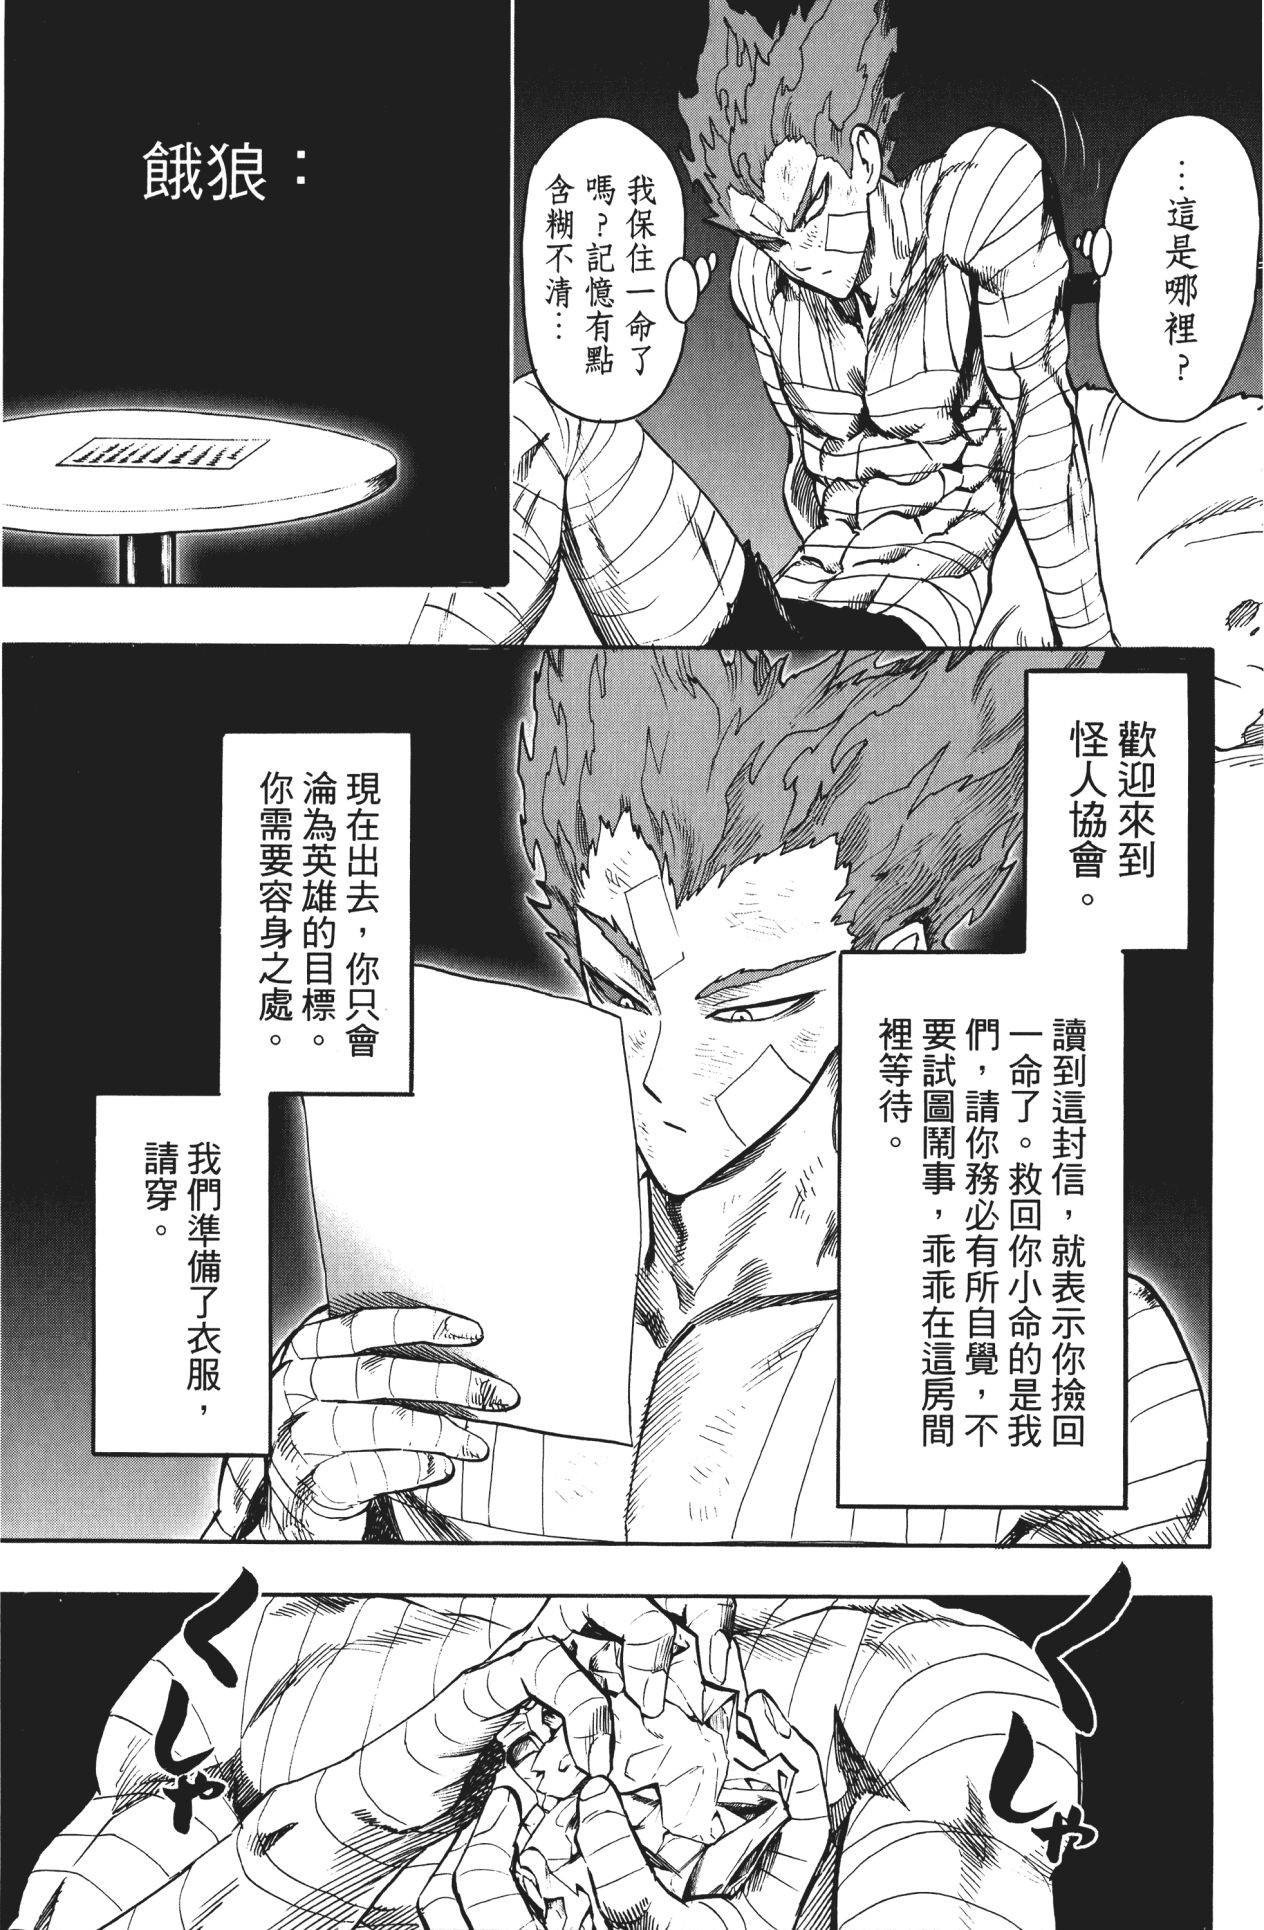 …這是哪裡？
我保住一命了
嗎？記憶有點
含糊不清…
餓狼：
歡迎來到
怪人協會。
讀到這封信，就表示你撿回
一命了。救回你小命的是我
們，請你務必有所自覺，不
要試圖鬧事，乖乖在這房間
裡等待。
現在出去，你只會
淪為英雄的目標。
你需要容身之處。
我們準備了衣服，
請穿。
くしゃ
くしゃ